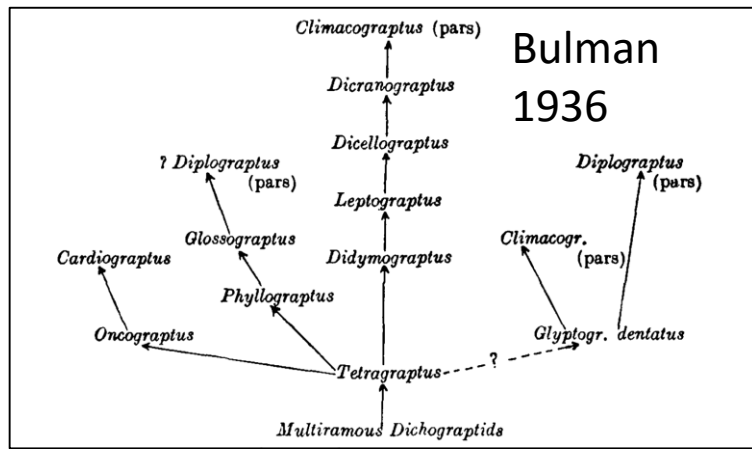 Climacograptus (pars)
Bulman
1936
Dicranograptus
Dicellograptus
? Diplograptus
(pars)
Diplograptus
(pars)
Leptograptus
Glossograptus
Climacogr.
(pars)
Cardiograptus
Didymograptus
Phyllograptus
Oncograptus
Glyptogr. dentatus
?
Tetragraptus
Multiramous Dichograptids